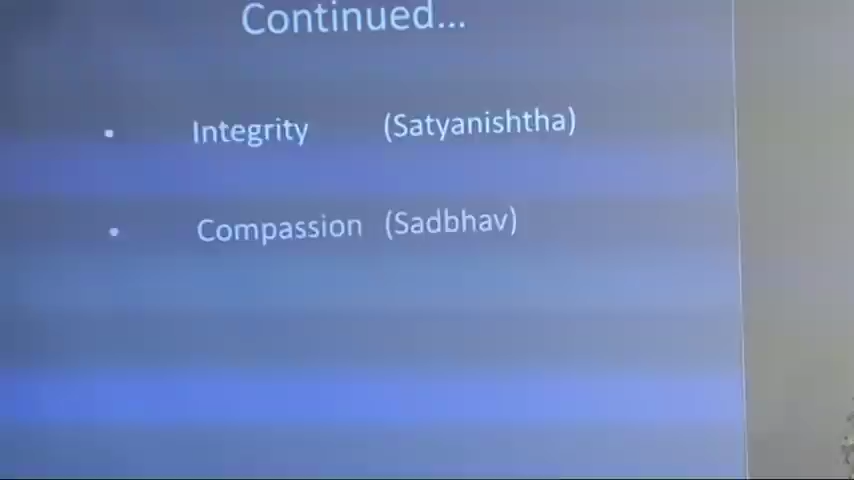 Continued...
• Integrity (Satyanishtha)
• Compassion (Sadbhav)